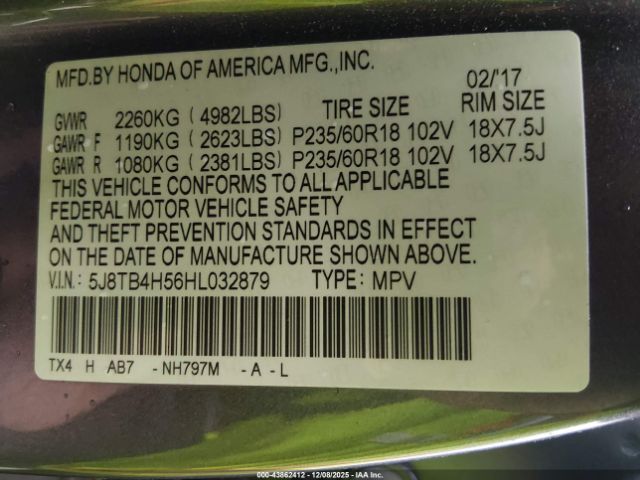 MFD.BY HONDA OF AMERICA MFG.,INC. 02/'17
GVWR 2260KG ( 4982LBS) TIRE SIZE RIM SIZE
GAWR F 1190KG ( 2623LBS) P235/60R18 102V 18X7.5J
GAWR R 1080KG ( 2381LBS) P235/60R18 102V 18X7.5J
THIS VEHICLE CONFORMS TO ALL APPLICABLE
FEDERAL MOTOR VEHICLE SAFETY
AND THEFT PREVENTION STANDARDS IN EFFECT
ON THE DATE OF MANUFACTURE SHOWN ABOVE.
V.I.N.: 5J8TB4H56HL032879 TYPE: MPV
TX4 H AB7 - NH797M - A - L
000-43862412 - 12/08/2025 - IAAI.COM